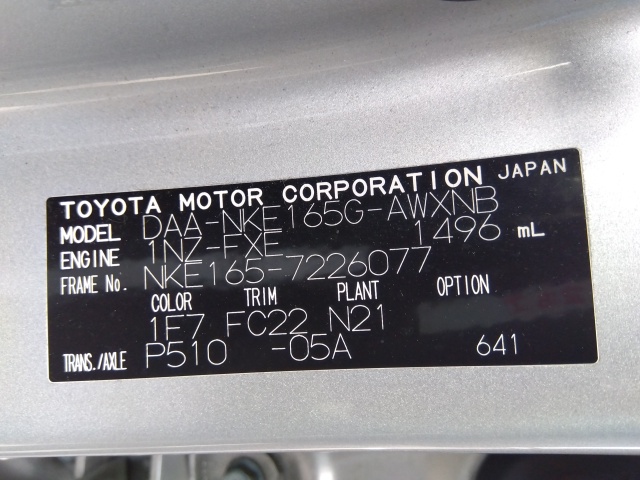 TOYOTA MOTOR CORPORATION JAPAN
MODEL DAA-NKE165G-AWXNB
ENGINE 1NZ-FXE 1496 mL
FRAME No. NKE165-7226077
COLOR TRIM PLANT OPTION
1F7 FC22 N21
TRANS./AXLE P510 -05A 641